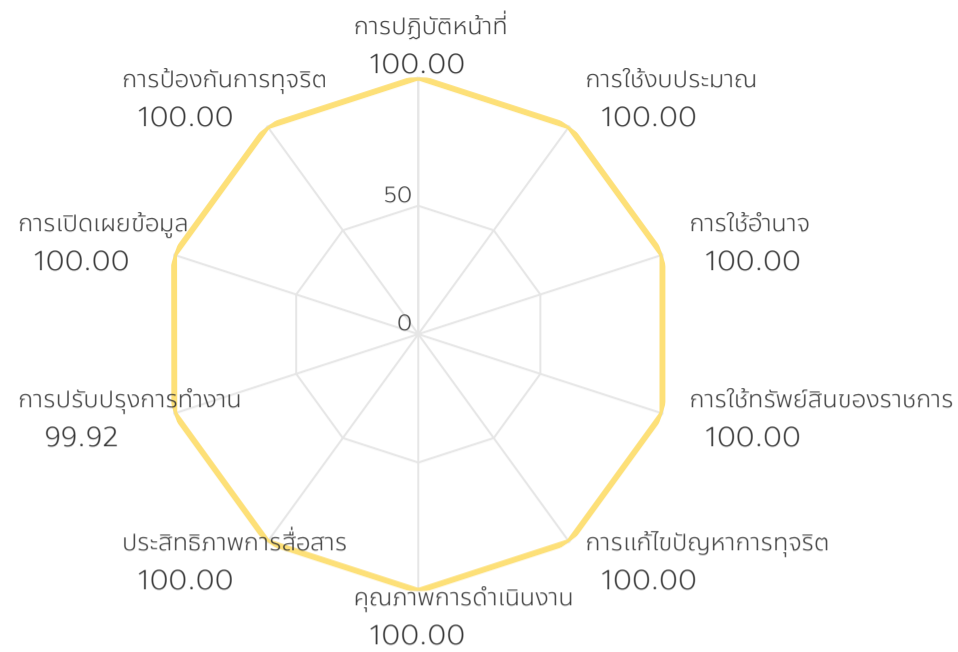 การปฏิบัติหน้าที่
100.00
การป้องกันการทุจริต
100.00
การใช้งบประมาณ
100.00
50
การเปิดเผยข้อมูล
100.00
การใช้อำนาจ
100.00
0
การปรับปรุงการทำงาน
99.92
การใช้ทรัพย์สินของราชการ
100.00
ประสิทธิภาพการสื่อสาร
100.00
การแก้ไขปัญหาการทุจริต
100.00
คุณภาพการดำเนินงาน
100.00